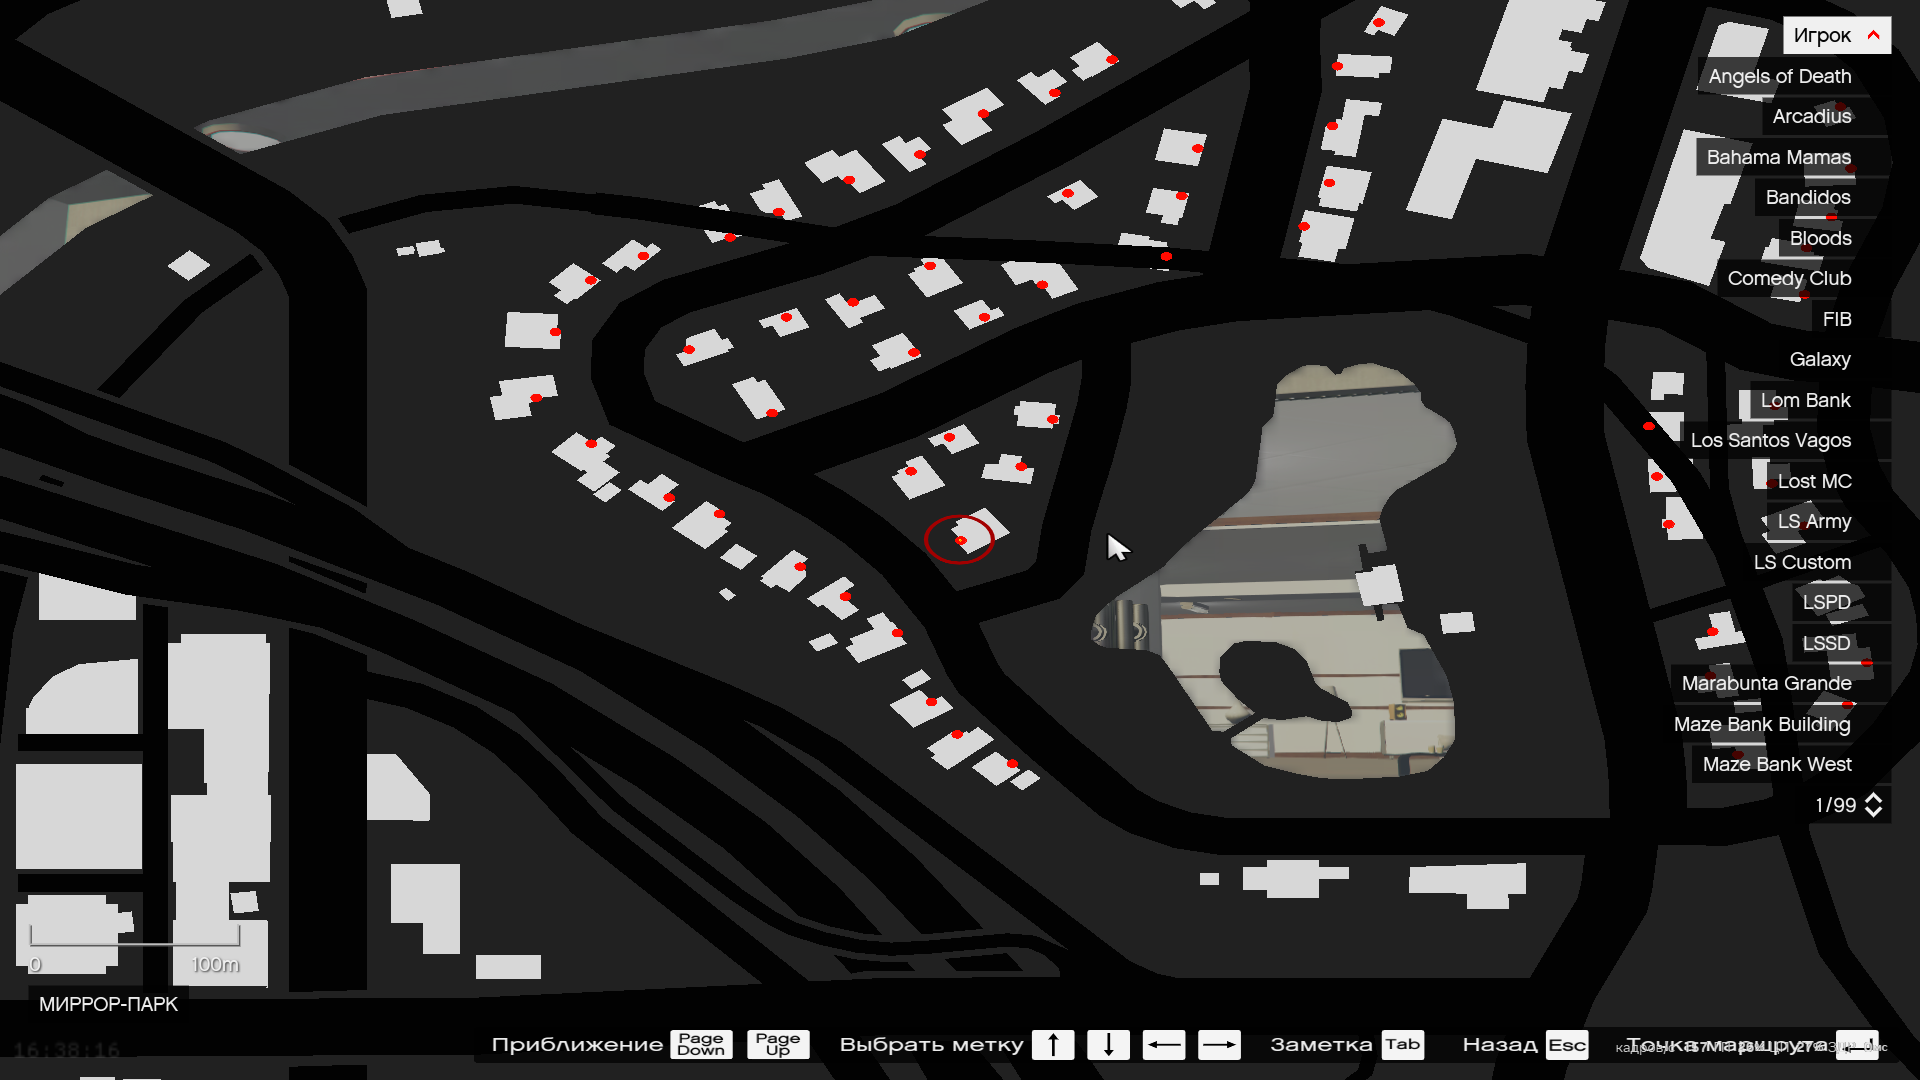 Игрок
Angels of Death
Arcadius
Bahama Mamas
Bandidos
Bloods
Comedy Club
FIB
Galaxy
Lom Bank
Los Santos Vagos
Lost MC
LS Army
LS Custom
LSPD
LSSD
Marabunta Grande
Maze Bank Building
Maze Bank West
1/99
0 100m
МИРРОР-ПАРК
16:38:16
Приближение Page Down Page Up Выбрать метку ↑ ↓ ← → Заметка Tab Назад Esc Точка маршрута